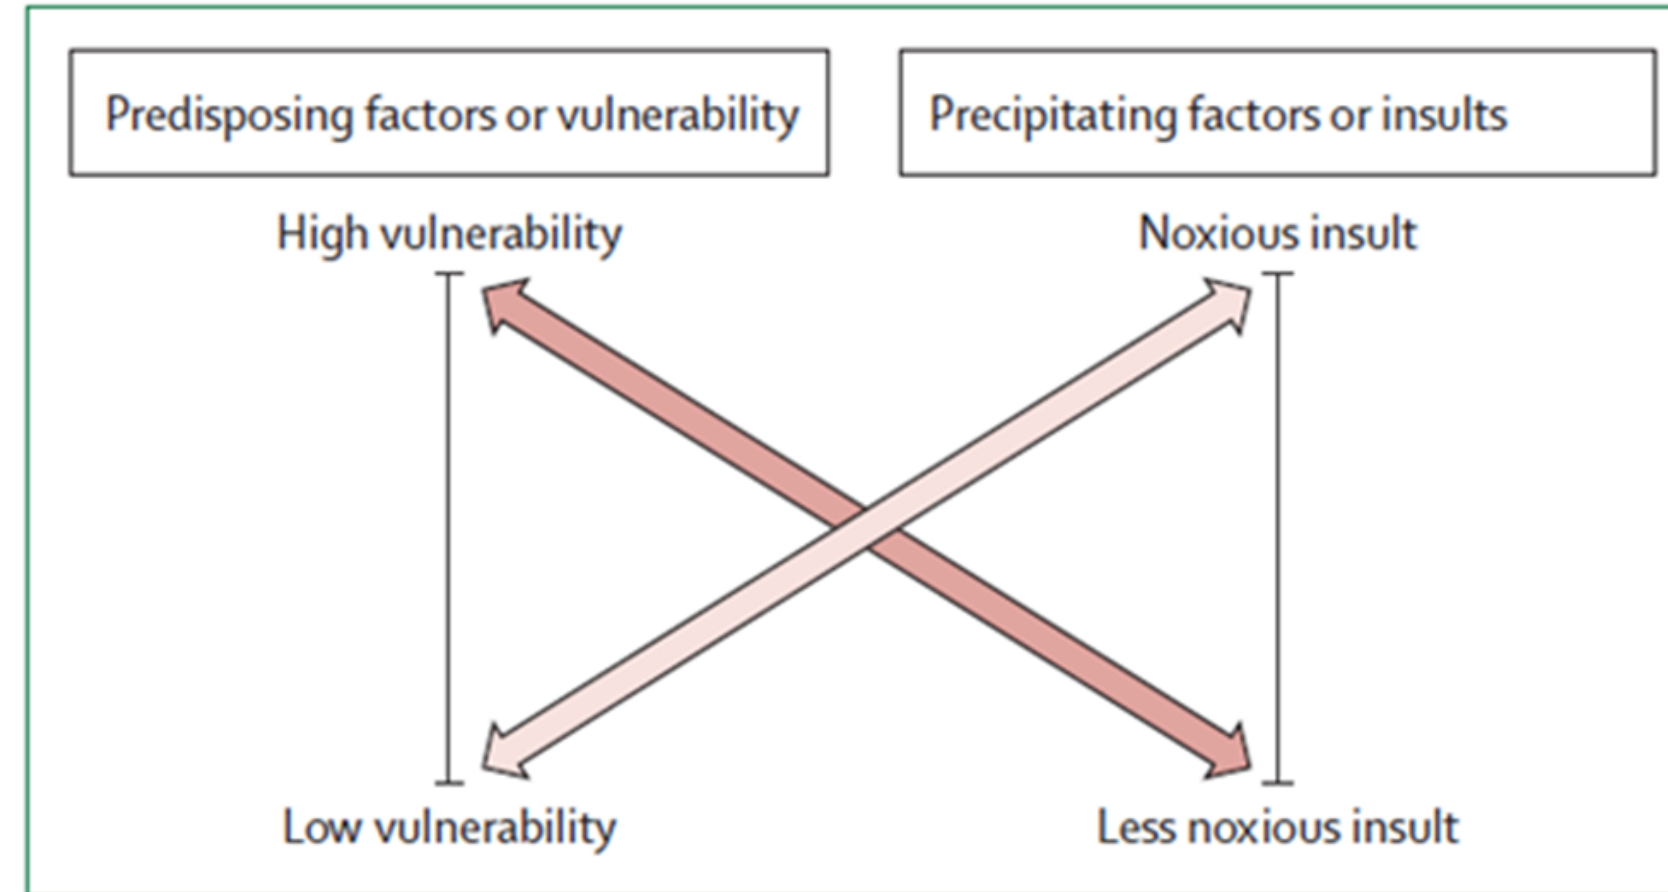 Predisposing factors or vulnerability
Precipitating factors or insults
High vulnerability
Noxious insult
Low vulnerability
Less noxious insult